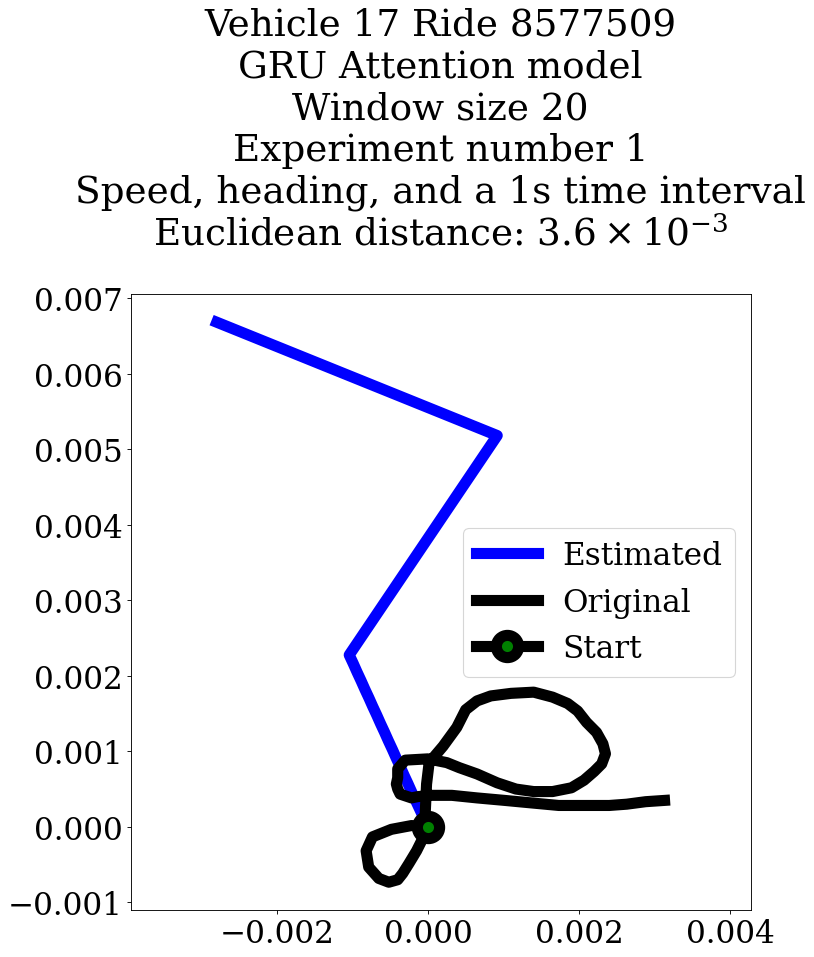 Vehicle 17 Ride 8577509
GRU Attention model
Window size 20
Experiment number 1
Speed, heading, and a 1s time interval
Euclidean distance: 3.6 × 10⁻³
0.007
0.006
0.005
0.004
0.003
0.002
0.001
0.000
−0.001
Estimated
Original
Start
−0.002 0.000 0.002 0.004